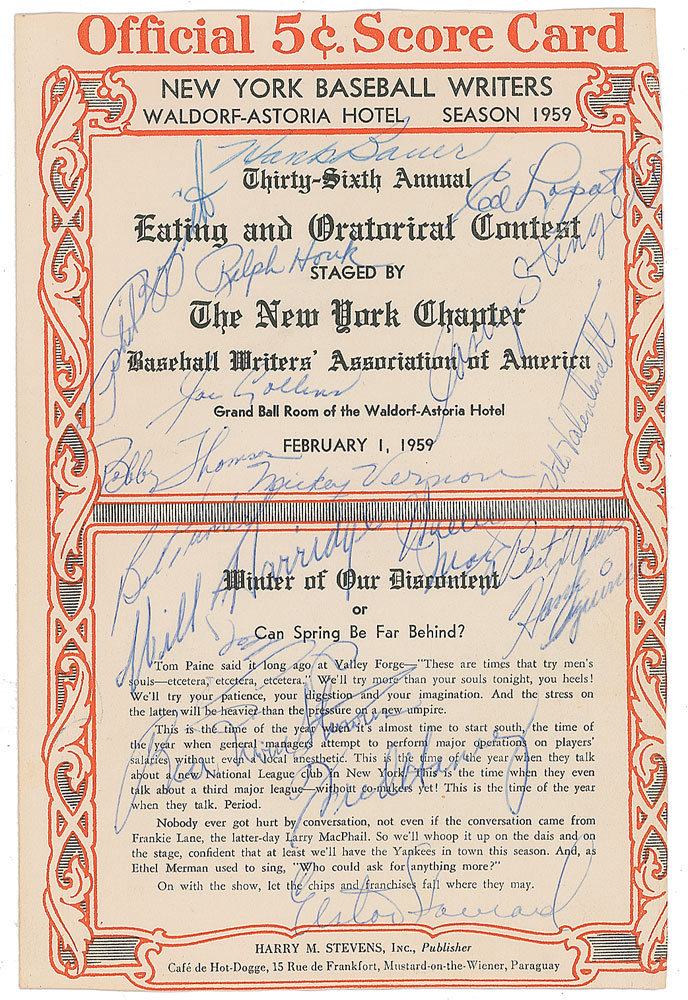 Official 5¢. Score Card
NEW YORK BASEBALL WRITERS
WALDORF-ASTORIA HOTEL SEASON 1959
Hank Bauer
Thirty-Sixth Annual
Ed Lopat
Eating and Oratorical Contest
Ralph Houk
STAGED BY
Casey Stengel
The New York Chapter
Baseball Writers' Association of America
Joe Collins
Grand Ball Room of the Waldorf-Astoria Hotel
FEBRUARY 1, 1959
Bobby Thomson
Mickey Vernon
Will Harridge
Willie Mays
Best Wishes
Hank
Winter of Our Discontent
or
Can Spring Be Far Behind?
Tom Paine said it long ago at Valley Forge—"These are times that try men's
souls—etcetera, etcetera, etcetera." We'll try more than your souls tonight, you heels!
We'll try your patience, your digestion and your imagination. And the stress on
the latter will be heavier than the pressure on a new umpire.
This is the time of the year when it's almost time to start south, the time of
the year when general managers attempt to perform major operations on players'
salaries without even a local anesthetic. This is the time of the year when they talk
about a new National League club in New York. This is the time when they even
talk about a third major league—without co-makers yet! This is the time of the year
when they talk. Period.
Fred Haney
Nobody ever got hurt by conversation, not even if the conversation came from
Frankie Lane, the latter-day Larry MacPhail. So we'll whoop it up on the dais and on
the stage, confident that at least we'll have the Yankees in town this season. And, as
Ethel Merman used to sing, "Who could ask for anything more?"
On with the show, let the chips and franchises fall where they may.
Elston Howard
HARRY M. STEVENS, INC., Publisher
Café de Hot-Dogge, 15 Rue de Frankfort, Mustard-on-the-Wiener, Paraguay